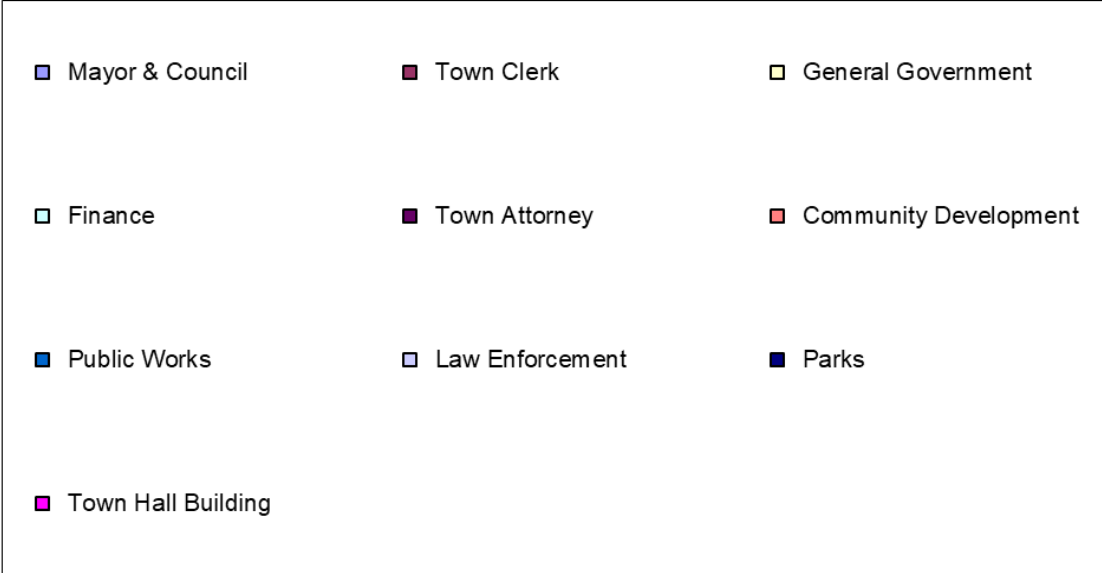 Mayor & Council
Town Clerk
General Government
Finance
Town Attorney
Community Development
Public Works
Law Enforcement
Parks
Town Hall Building